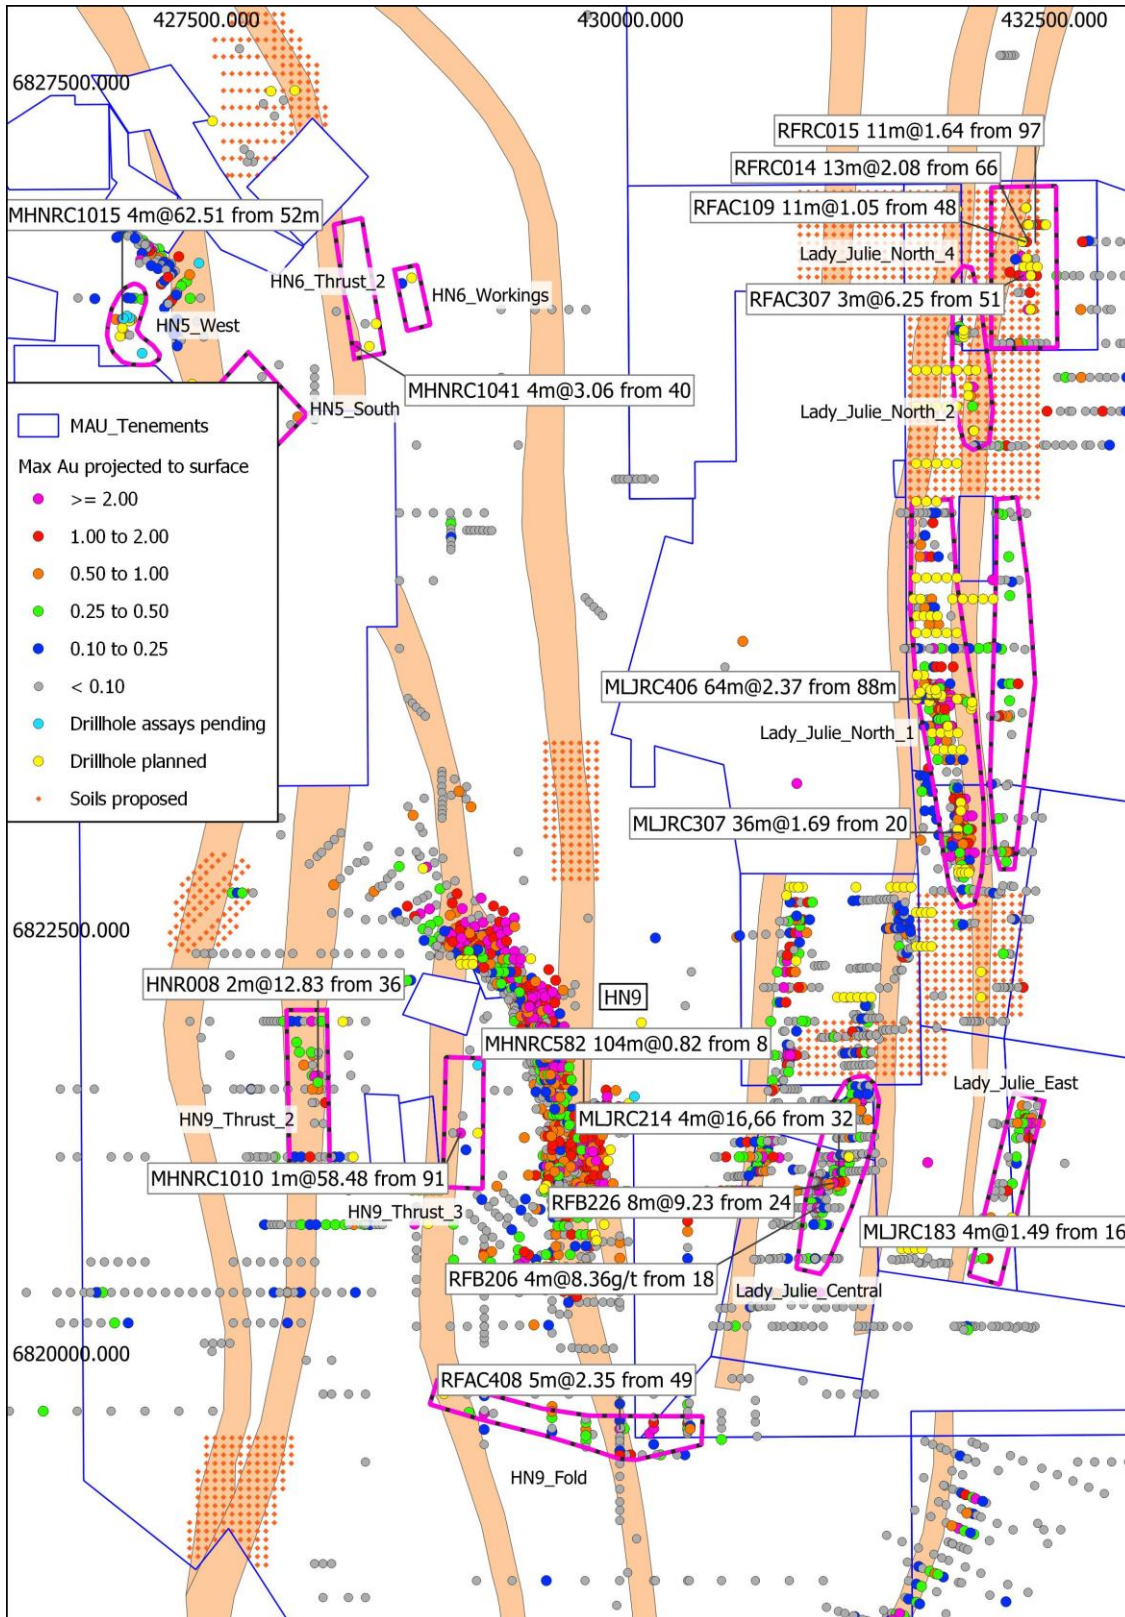 427500.000
430000.000
432500.000
6827500.000
RFRC015 11m@1.64 from 97
RFRC014 13m@2.08 from 66
MHNRC1015 4m@62.51 from 52m
RFAC109 11m@1.05 from 48
Lady_Julie_North_4
HN6_Thrust_2
HN6_Workings
RFAC307 3m@6.25 from 51
HN5_West
MHNRC1041 4m@3.06 from 40
HN5_South
Lady_Julie_North_2
MAU_Tenements
Max Au projected to surface
>= 2.00
1.00 to 2.00
0.50 to 1.00
0.25 to 0.50
0.10 to 0.25
< 0.10
Drillhole assays pending
Drillhole planned
Soils proposed
MLJRC406 64m@2.37 from 88m
Lady_Julie_North_1
MLJRC307 36m@1.69 from 20
6822500.000
HNR008 2m@12.83 from 36
HN9
MHNRC582 104m@0.82 from 8
Lady_Julie_East
HN9_Thrust_2
MLJRC214 4m@16,66 from 32
MHNRC1010 1m@58.48 from 91
HN9_Thrust_3
RFB226 8m@9.23 from 24
MLJRC183 4m@1.49 from 16
RFB206 4m@8.36g/t from 18
Lady_Julie_Central
6820000.000
RFAC408 5m@2.35 from 49
HN9_Fold